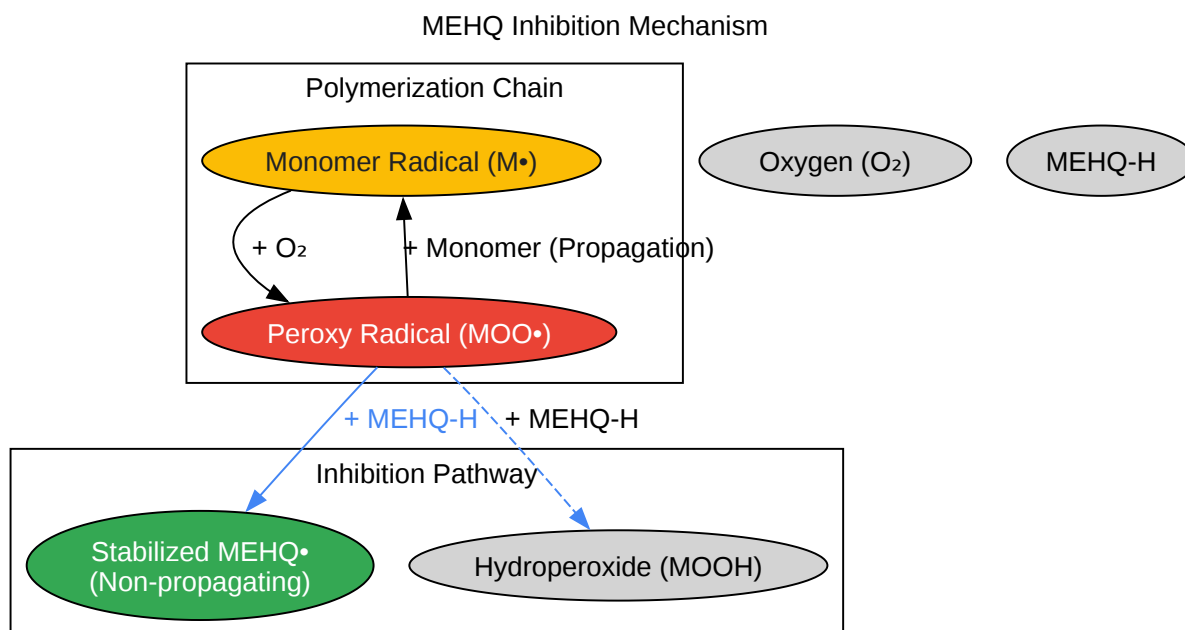 MEHQ Inhibition Mechanism
Polymerization Chain
Monomer Radical (M•)
Oxygen (O₂)
MEHQ-H
+ O₂
+ Monomer (Propagation)
Peroxy Radical (MOO•)
+ MEHQ-H
+ MEHQ-H
Inhibition Pathway
Stabilized MEHQ•
(Non-propagating)
Hydroperoxide (MOOH)